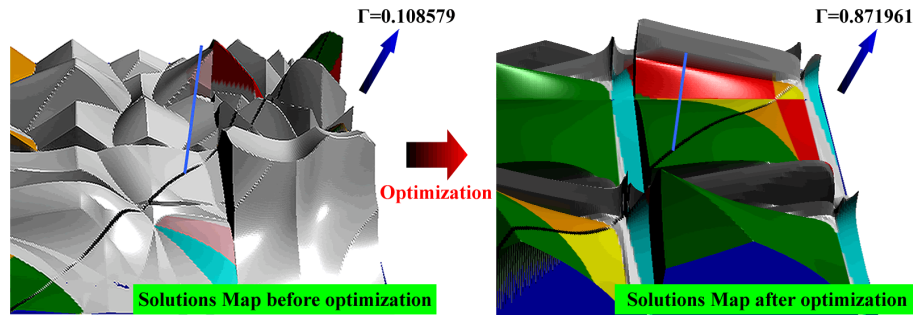 Γ=0.108579
Γ=0.871961
Optimization
Solutions Map before optimization
Solutions Map after optimization